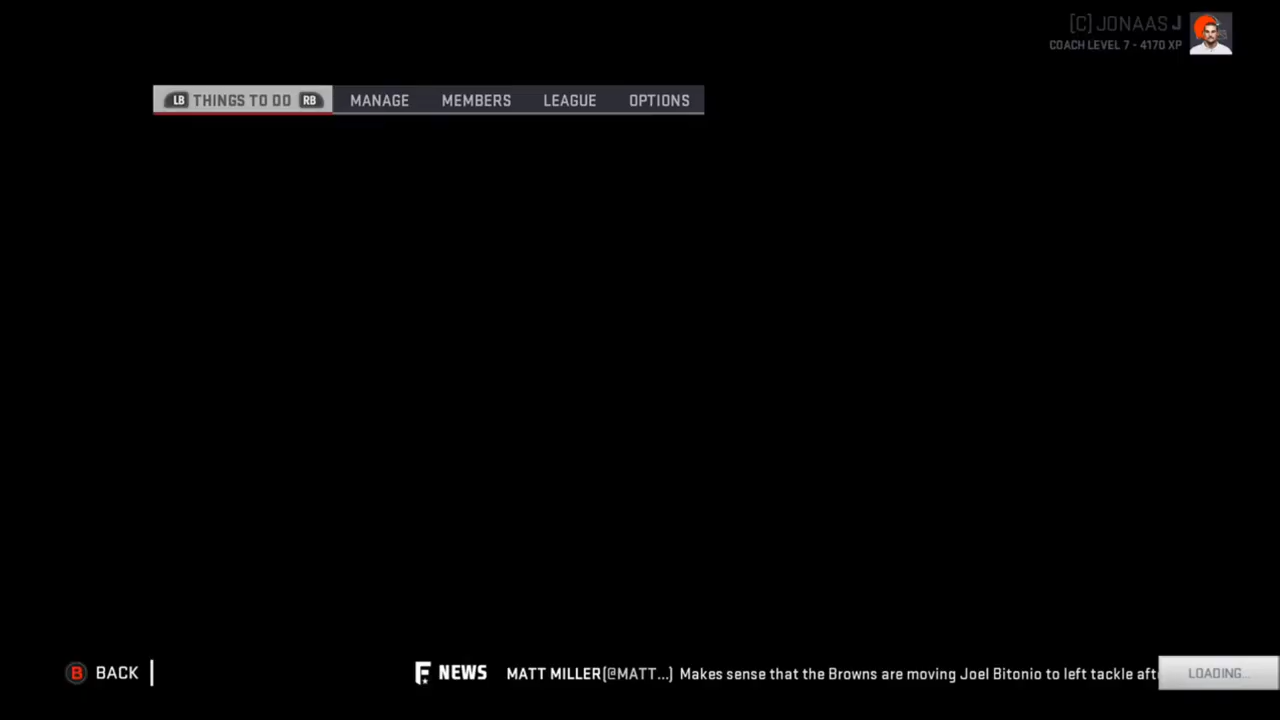 [C] JONAAS J
COACH LEVEL 7 - 4170 XP
LB THINGS TO DO RB MANAGE MEMBERS LEAGUE OPTIONS
B BACK
F NEWS MATT MILLER(@MATT...) Makes sense that the Browns are moving Joel Bitonio to left tackle aft
LOADING...